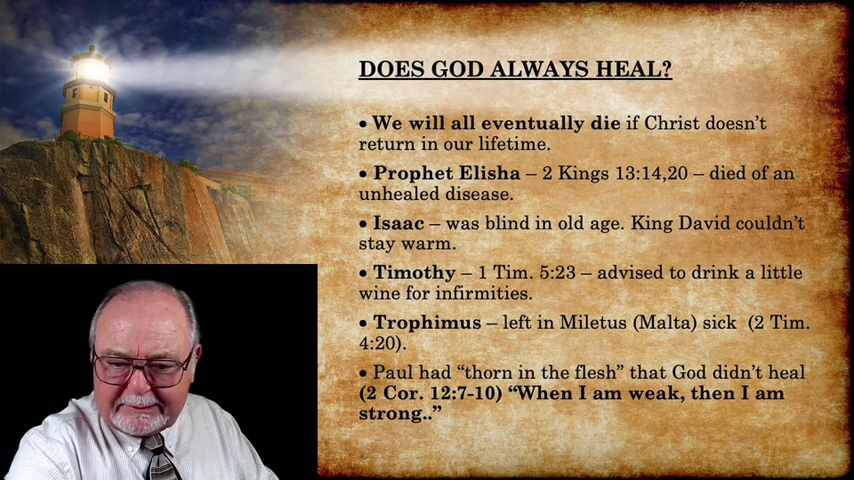 DOES GOD ALWAYS HEAL?
• We will all eventually die if Christ doesn't
return in our lifetime.
• Prophet Elisha – 2 Kings 13:14,20 – died of an
unhealed disease.
• Isaac – was blind in old age. King David couldn't
stay warm.
• Timothy – 1 Tim. 5:23 – advised to drink a little
wine for infirmities.
• Trophimus – left in Miletus (Malta) sick (2 Tim.
4:20).
• Paul had "thorn in the flesh" that God didn't heal
(2 Cor. 12:7-10) "When I am weak, then I am
strong.."